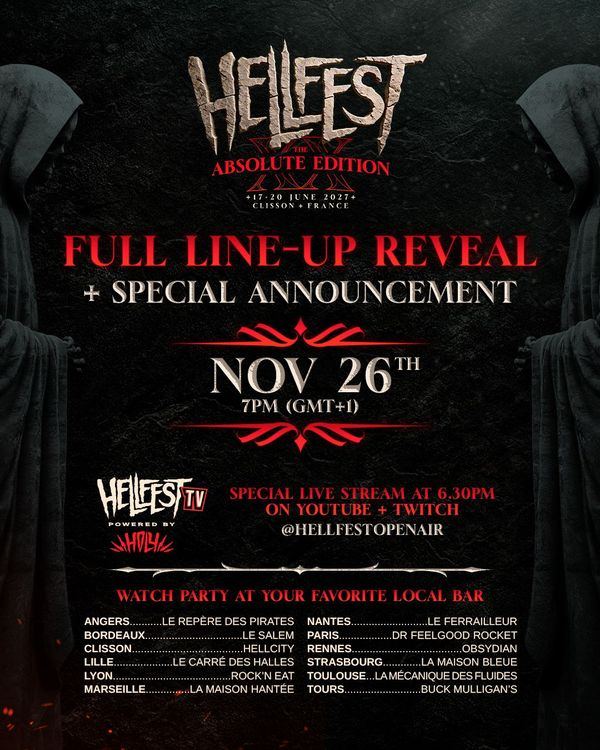 HELLFEST
THE
ABSOLUTE EDITION
+17-20 JUNE 2027+
CLISSON + FRANCE
FULL LINE-UP REVEAL
+ SPECIAL ANNOUNCEMENT
NOV 26TH
7PM (GMT+1)
HELLFEST TV
POWERED BY
HOLY
SPECIAL LIVE STREAM AT 6.30PM
ON YOUTUBE + TWITCH
@HELLFESTOPENAIR
WATCH PARTY AT YOUR FAVORITE LOCAL BAR
ANGERS..........LE REPÈRE DES PIRATES
BORDEAUX..............................LE SALEM
CLISSON...................................HELLCITY
LILLE..................LE CARRÉ DES HALLES
LYON.....................................ROCK'N EAT
MARSEILLE.............LA MAISON HANTÉE
NANTES.........................LE FERRAILLEUR
PARIS.................DR FEELGOOD ROCKET
RENNES...................................OBSYDIAN
STRASBOURG............LA MAISON BLEUE
TOULOUSE...LA MÉCANIQUE DES FLUIDES
TOURS..........................BUCK MULLIGAN'S